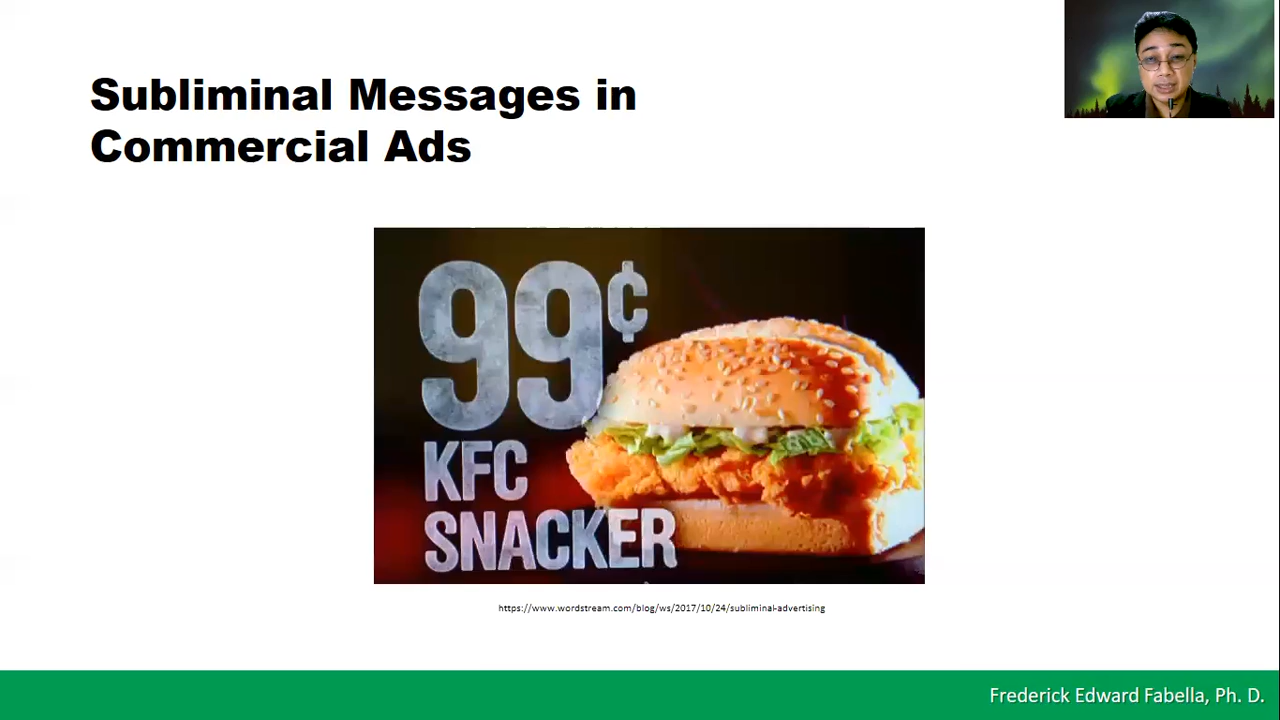 Subliminal Messages in
Commercial Ads
99¢
KFC
SNACKER
https://www.wordstream.com/blog/ws/2017/10/24/subliminal-advertising
Frederick Edward Fabella, Ph. D.